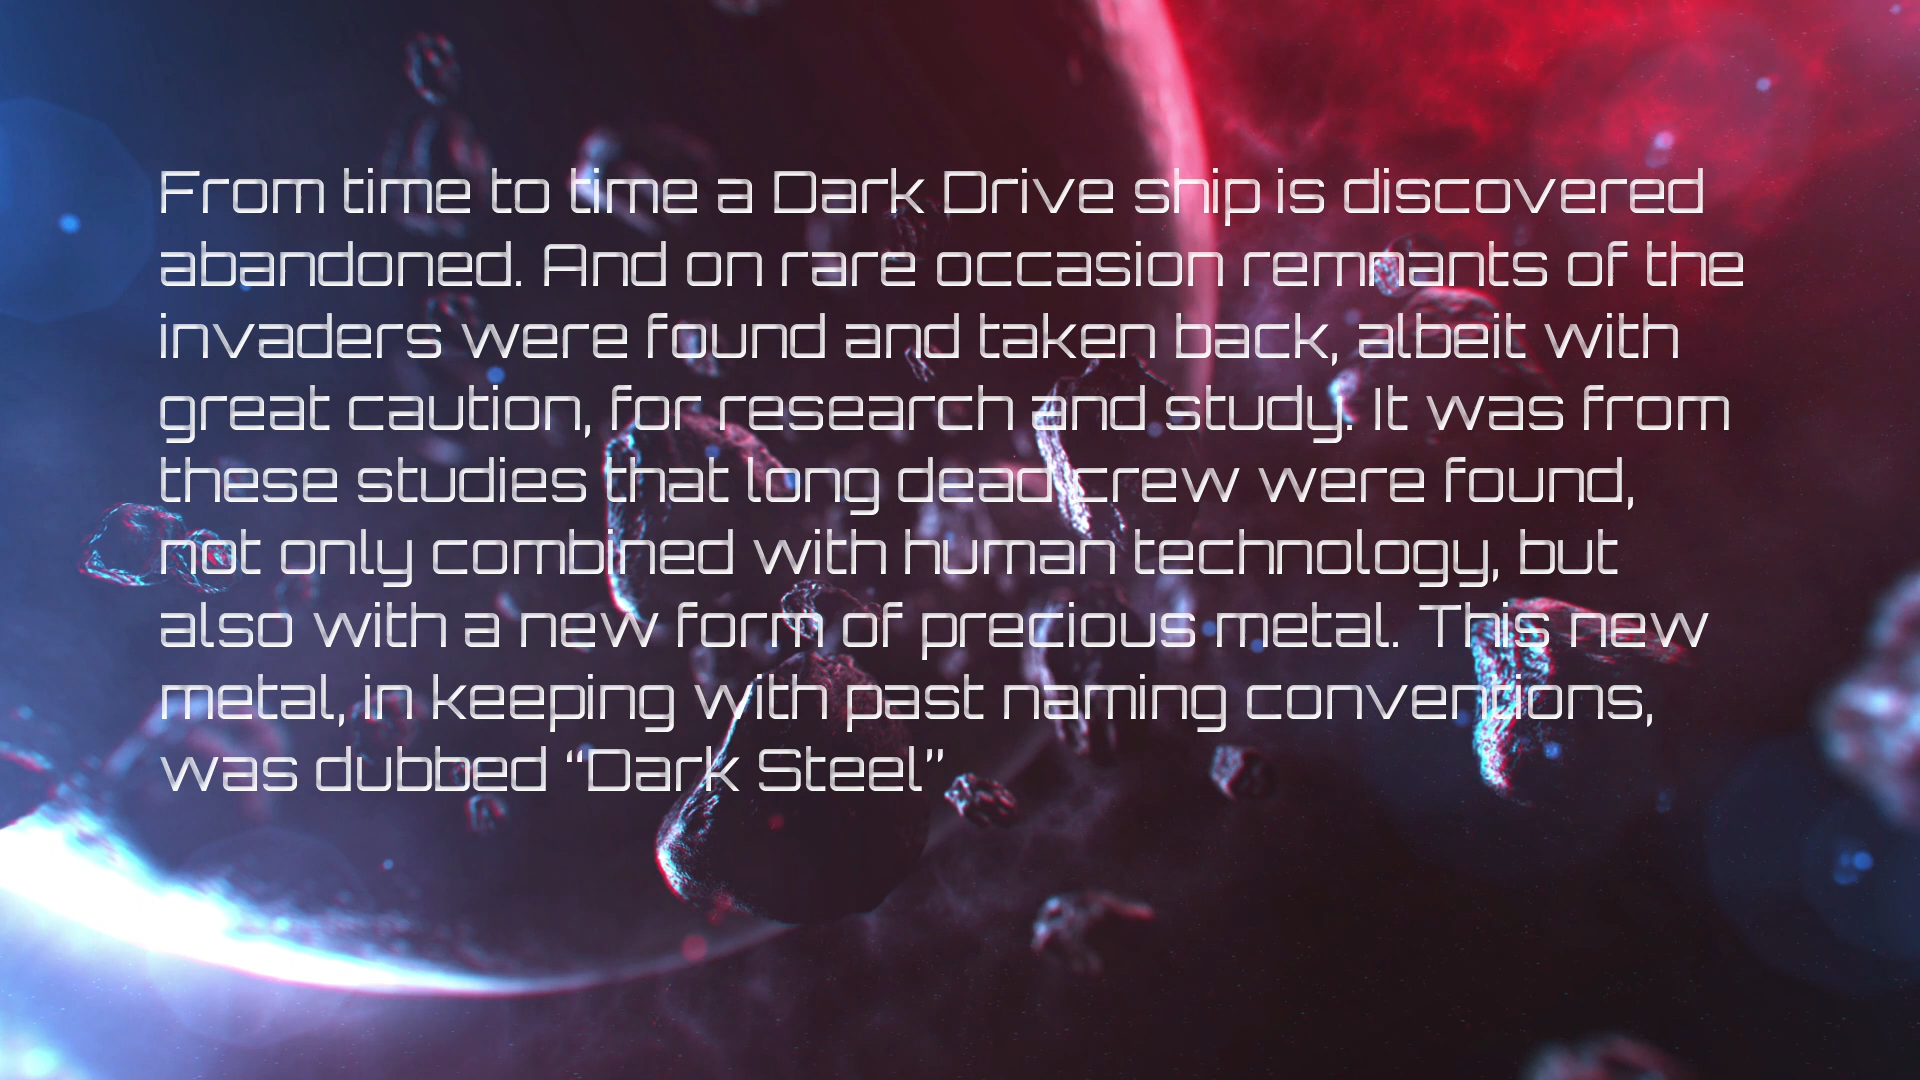 From time to time a Dark Drive ship is discovered
abandoned. And on rare occasion remnants of the
invaders were found and taken back, albeit with
great caution, for research and study. It was from
these studies that long dead crew were found,
not only combined with human technology, but
also with a new form of precious metal. This new
metal, in keeping with past naming conventions,
was dubbed “Dark Steel”